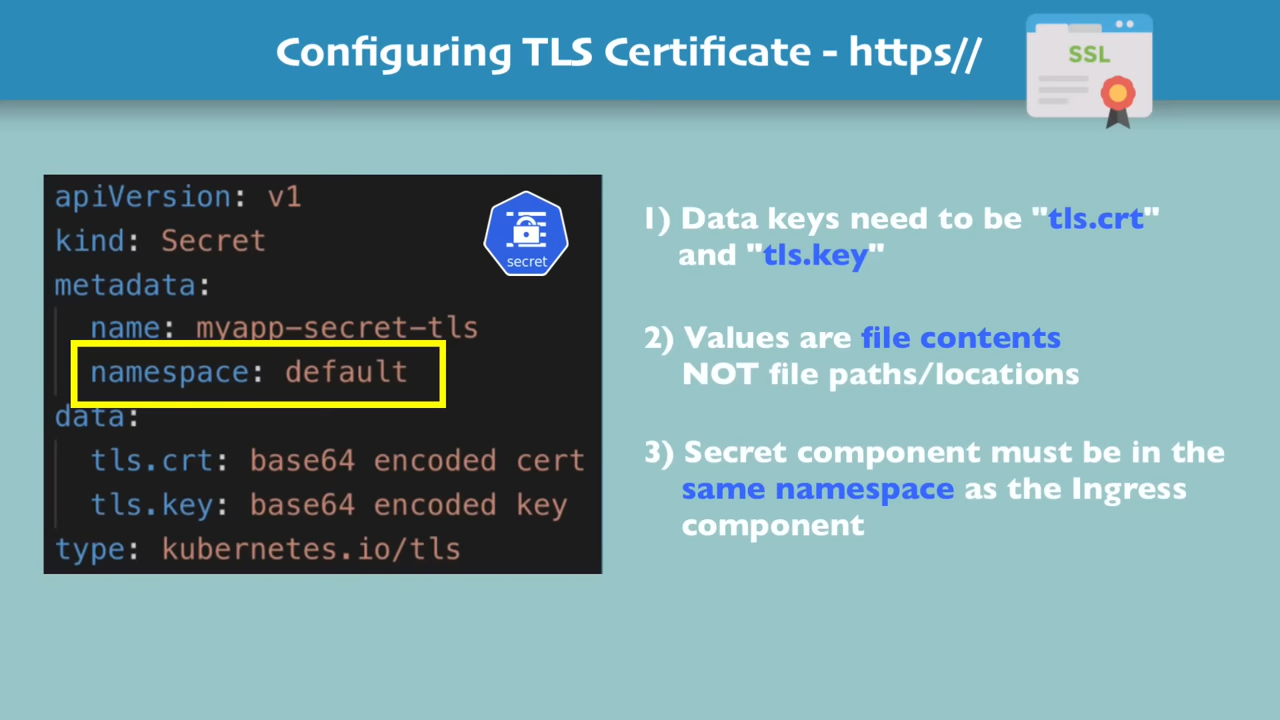 Configuring TLS Certificate - https//
SSL
apiVersion: v1
kind: Secret
metadata:
name: myapp-secret-tls
namespace: default
data:
tls.crt: base64 encoded cert
tls.key: base64 encoded key
type: kubernetes.io/tls
secret
1) Data keys need to be "tls.crt"
and "tls.key"
2) Values are file contents
NOT file paths/locations
3) Secret component must be in the
same namespace as the Ingress
component